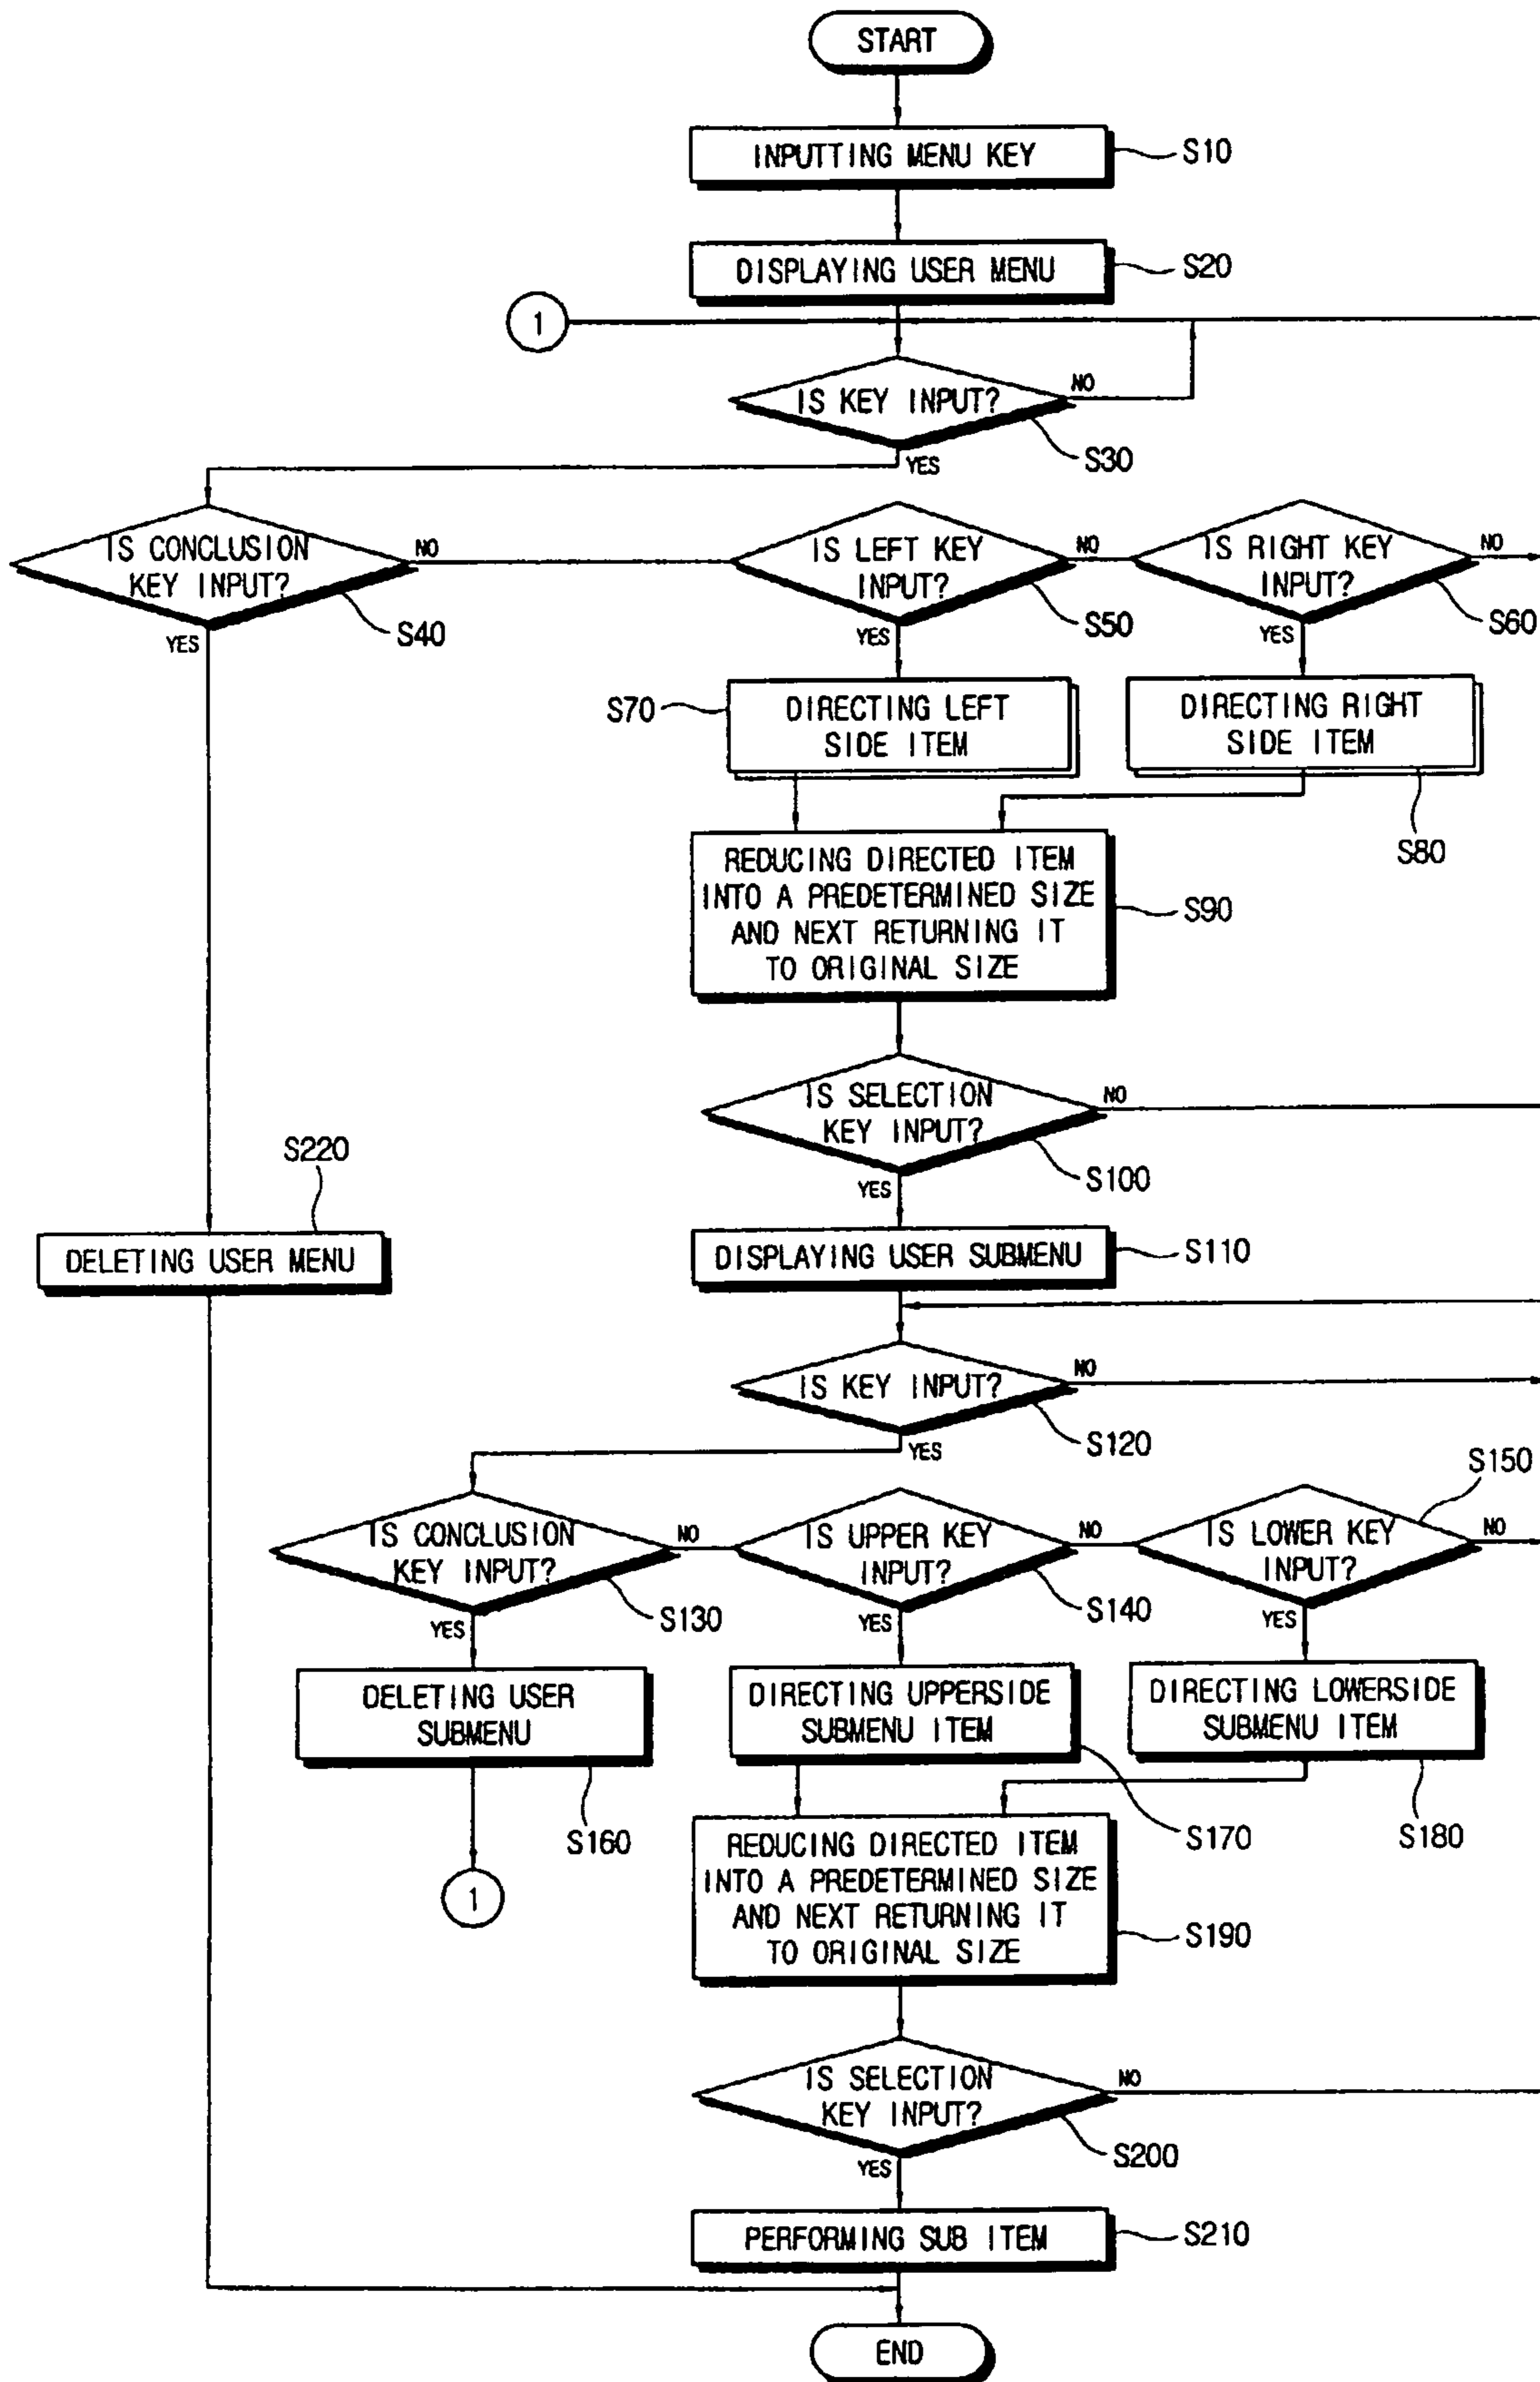 START
INPUTTING MENU KEY
S10
DISPLAYING USER MENU
S20
1
IS KEY INPUT?
NO
S30
YES
IS CONCLUSION
KEY INPUT?
NO
S40
YES
IS LEFT KEY
INPUT?
NO
S50
YES
IS RIGHT KEY
INPUT?
NO
S60
YES
S70
DIRECTING LEFT
SIDE ITEM
DIRECTING RIGHT
SIDE ITEM
S80
REDUCING DIRECTED ITEM
INTO A PREDETERMINED SIZE
AND NEXT RETURNING IT
TO ORIGINAL SIZE
S90
IS SELECTION
KEY INPUT?
NO
S100
YES
S220
DELETING USER MENU
DISPLAYING USER SUBMENU
S110
IS KEY INPUT?
NO
S120
YES
IS CONCLUSION
KEY INPUT?
NO
S130
YES
IS UPPER KEY
INPUT?
NO
S140
YES
S150
IS LOWER KEY
INPUT?
NO
YES
DELETING USER
SUBMENU
S160
DIRECTING UPPERSIDE
SUBMENU ITEM
S170
DIRECTING LOWERSIDE
SUBMENU ITEM
S180
1
REDUCING DIRECTED ITEM
INTO A PREDETERMINED SIZE
AND NEXT RETURNING IT
TO ORIGINAL SIZE
S190
IS SELECTION
KEY INPUT?
NO
S200
YES
PERFORMING SUB ITEM
S210
END